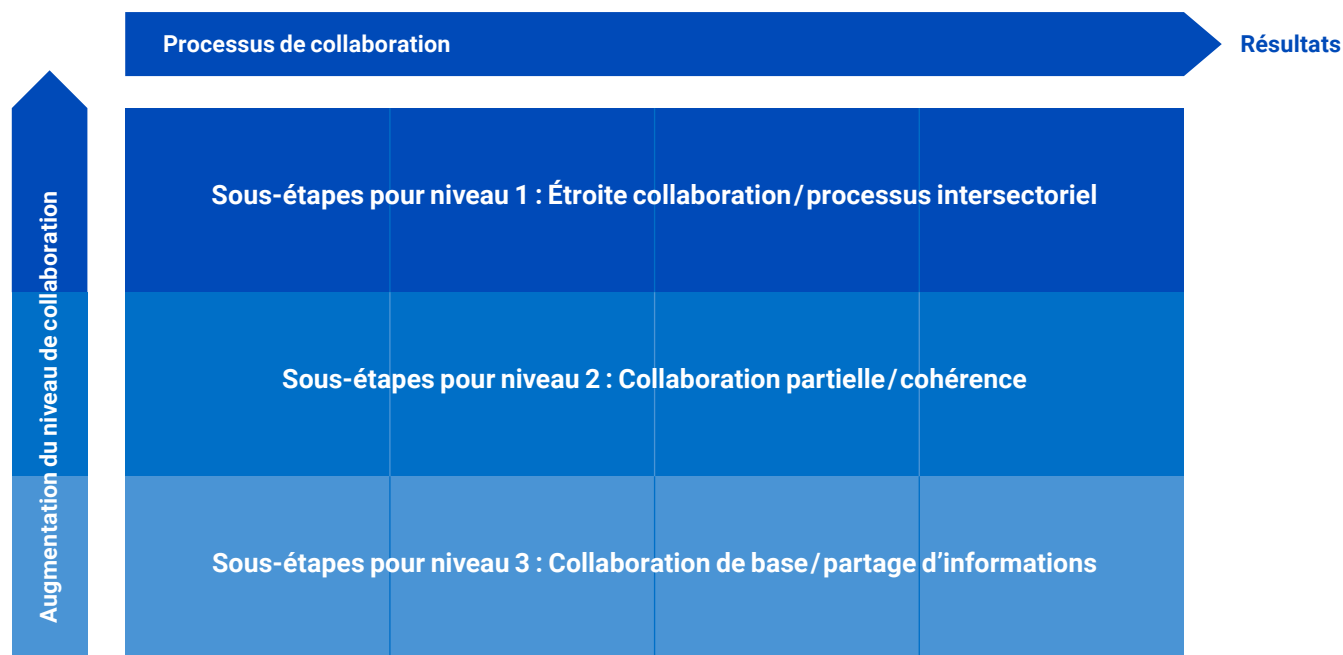 Processus de collaboration
Résultats
Augmentation du niveau de collaboration
Sous-étapes pour niveau 1 : Étroite collaboration/processus intersectoriel
Sous-étapes pour niveau 2 : Collaboration partielle/cohérence
Sous-étapes pour niveau 3 : Collaboration de base/partage d’informations